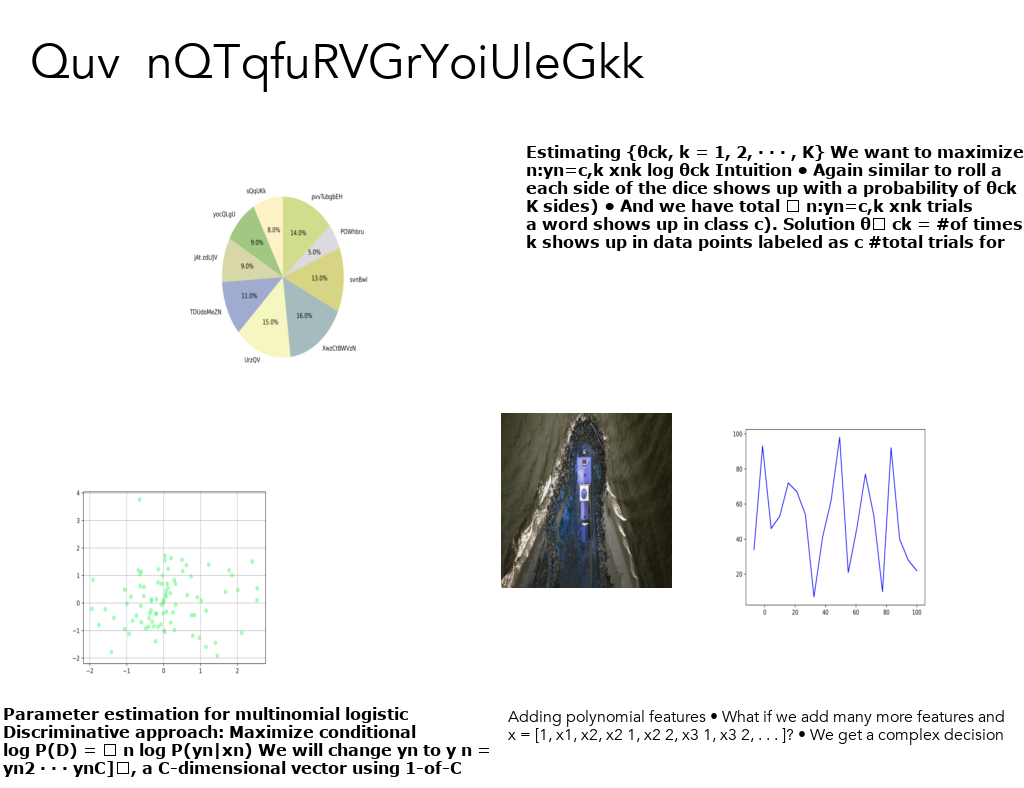 Quv nQTqfuRVGrYoiUleGkk
Estimating {θck, k = 1, 2, · · · , K} We want to maximize
n:yn=c,k xnk log θck Intuition • Again similar to roll a
each side of the dice shows up with a probability of θck
K sides) • And we have total □ n:yn=c,k xnk trials
a word shows up in class c). Solution θ□ ck = #of times
k shows up in data points labeled as c #total trials for
sQqUKk
pvvTubgbEH
yocQLgU
POWhbru
8.0%
14.0%
9.0%
5.0%
jAt zdLIJV
9.0%
13.0%
svnBwl
11.0%
TDUdoMeZN
16.0%
15.0%
XwzCtBWVzN
UrzQV
100
80
60
40
20
0 20 40 60 80 100
4
3
2
1
0
−1
−2
−2 −1 0 1 2
Parameter estimation for multinomial logistic
Discriminative approach: Maximize conditional
log P(D) = □ n log P(yn|xn) We will change yn to y n =
yn2 · · · ynC]□, a C-dimensional vector using 1-of-C
Adding polynomial features • What if we add many more features and
x = [1, x1, x2, x2 1, x2 2, x3 1, x3 2, . . . ]? • We get a complex decision